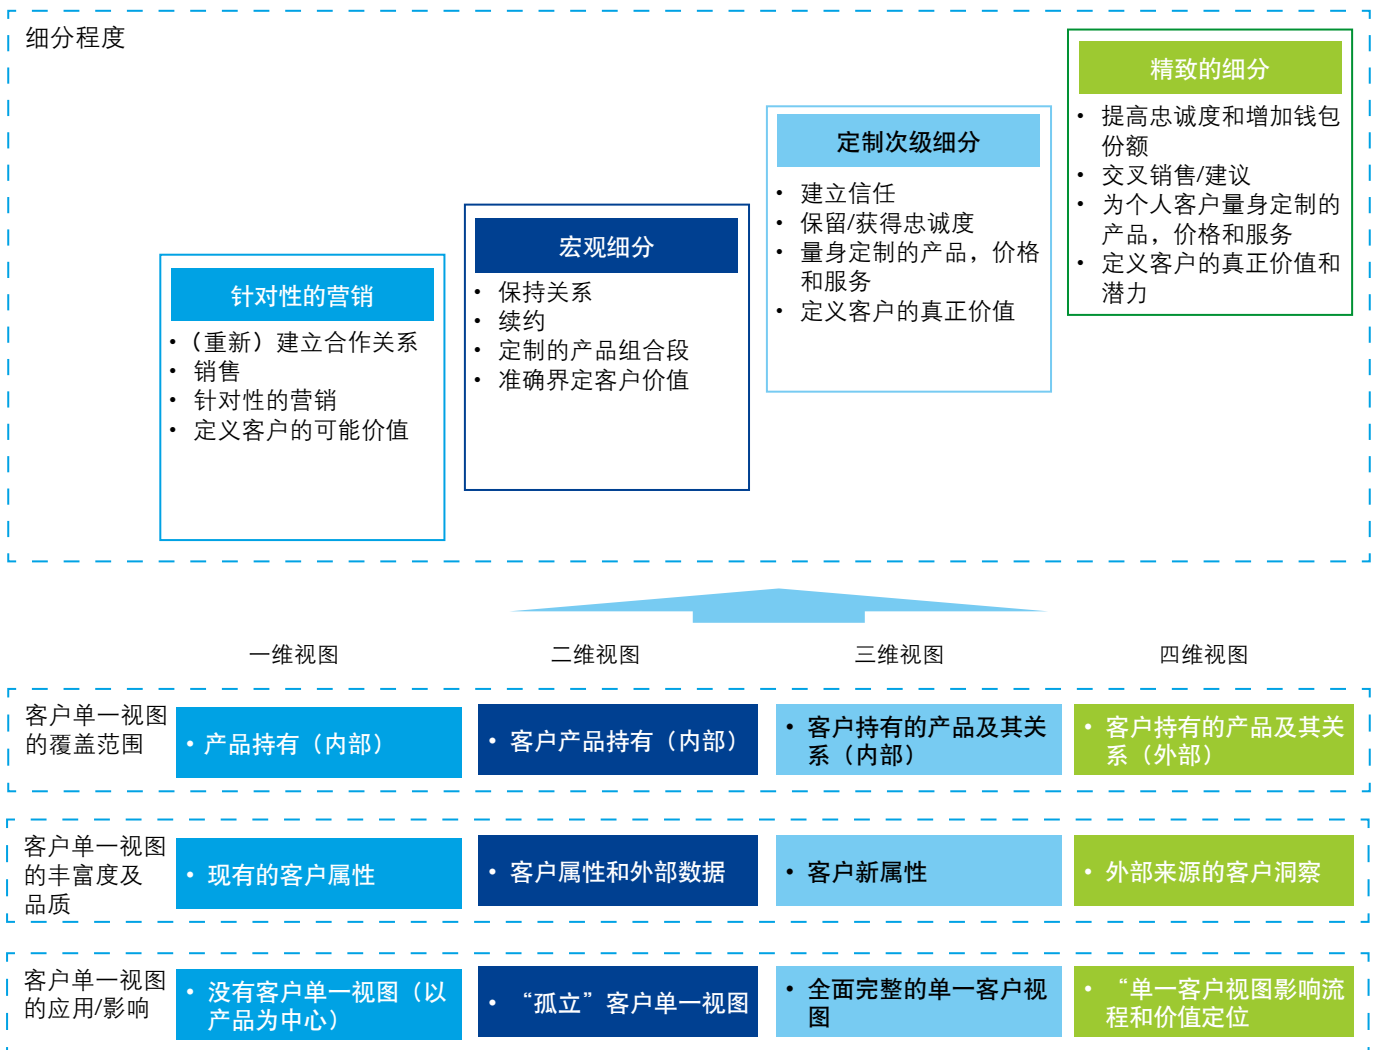 细分程度
精致的细分
• 提高忠诚度和增加钱包
份额
• 交叉销售/建议
• 为个人客户量身定制的
产品，价格和服务
• 定义客户的真正价值和
潜力
定制次级细分
• 建立信任
• 保留/获得忠诚度
• 量身定制的产品，价格
和服务
• 定义客户的真正价值
宏观细分
• 保持关系
• 续约
• 定制的产品组合段
• 准确界定客户价值
针对性的营销
• （重新）建立合作关系
• 销售
• 针对性的营销
• 定义客户的可能价值
一维视图
二维视图
三维视图
四维视图
客户单一视图
的覆盖范围
• 产品持有（内部）
• 客户产品持有（内部）
• 客户持有的产品及其关
系（内部）
• 客户持有的产品及其关
系（外部）
客户单一视图
的丰富度及
品质
• 现有的客户属性
• 客户属性和外部数据
• 客户新属性
• 外部来源的客户洞察
客户单一视图
的应用/影响
• 没有客户单一视图（以
产品为中心）
• “孤立”客户单一视图
• 全面完整的单一客户视
图
• “单一客户视图影响流
程和价值定位